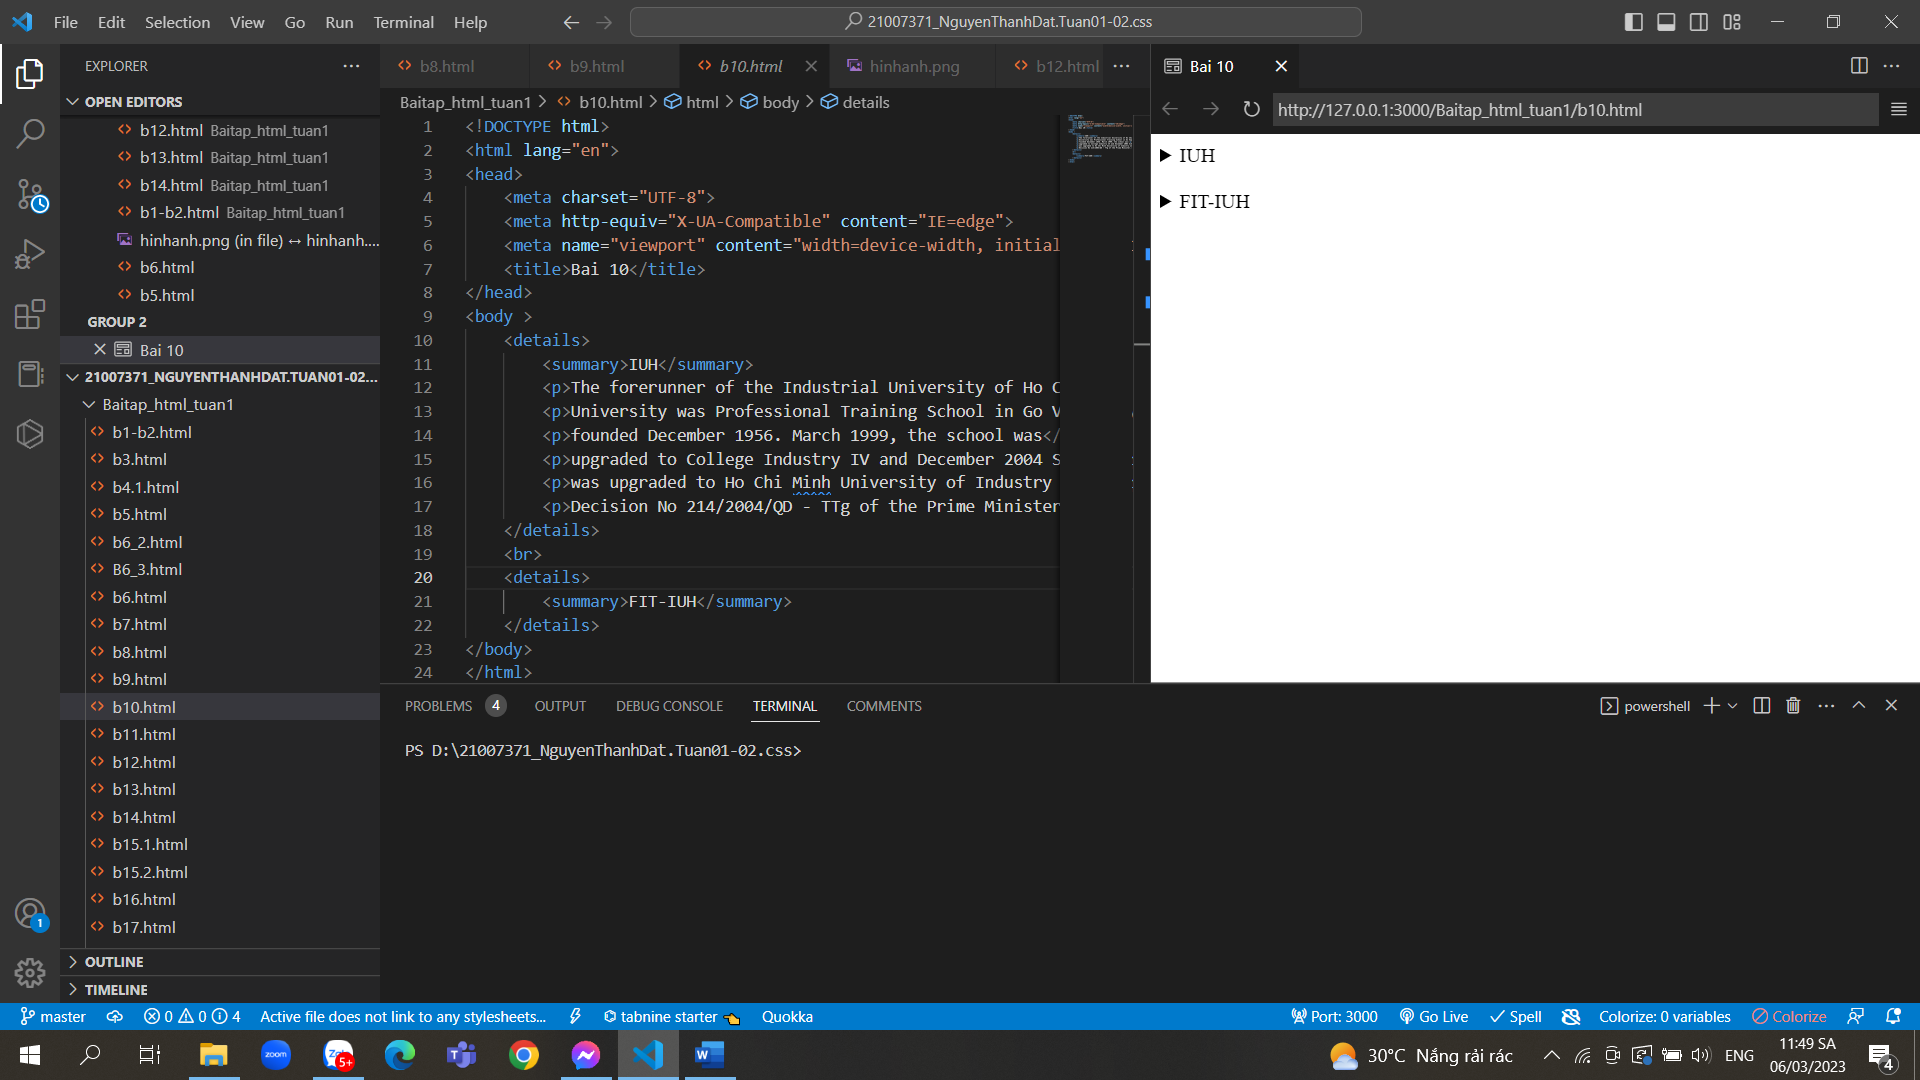 File Edit Selection View Go Run Terminal Help
21007371_NguyenThanhDat.Tuan01-02.css
EXPLORER
OPEN EDITORS
b12.html Baitap_html_tuan1
b13.html Baitap_html_tuan1
b14.html Baitap_html_tuan1
b1-b2.html Baitap_html_tuan1
hinhanh.png (in file) ↔ hinhanh....
b6.html
b5.html
GROUP 2
Bai 10
21007371_NGUYENTHANHDAT.TUAN01-02...
Baitap_html_tuan1
b1-b2.html
b3.html
b4.1.html
b5.html
b6_2.html
B6_3.html
b6.html
b7.html
b8.html
b9.html
b10.html
b11.html
b12.html
b13.html
b14.html
b15.1.html
b15.2.html
b16.html
b17.html
OUTLINE
TIMELINE
b8.html b9.html b10.html hinhanh.png b12.html
Baitap_html_tuan1 > b10.html > html > body > details
1 <!DOCTYPE html>
2 <html lang="en">
3 <head>
4 <meta charset="UTF-8">
5 <meta http-equiv="X-UA-Compatible" content="IE=edge">
6 <meta name="viewport" content="width=device-width, initial
7 <title>Bai 10</title>
8 </head>
9 <body >
10 <details>
11 <summary>IUH</summary>
12 <p>The forerunner of the Industrial University of Ho C
13 <p>University was Professional Training School in Go V
14 <p>founded December 1956. March 1999, the school was</
15 <p>upgraded to College Industry IV and December 2004 S
16 <p>was upgraded to Ho Chi Minh University of Industry
17 <p>Decision No 214/2004/QD - TTg of the Prime Minister
18 </details>
19 <br>
20 <details>
21 <summary>FIT-IUH</summary>
22 </details>
23 </body>
24 </html>
Bai 10
http://127.0.0.1:3000/Baitap_html_tuan1/b10.html
IUH
FIT-IUH
PROBLEMS 4 OUTPUT DEBUG CONSOLE TERMINAL COMMENTS
powershell
PS D:\21007371_NguyenThanhDat.Tuan01-02.css>
1
master 0 0 4 Active file does not link to any stylesheets... tabnine starter Quokka
Port: 3000 Go Live Spell Colorize: 0 variables Colorize
zoom
Za
5+
30°C Nắng rải rác
ENG
11:49 SA
06/03/2023
4